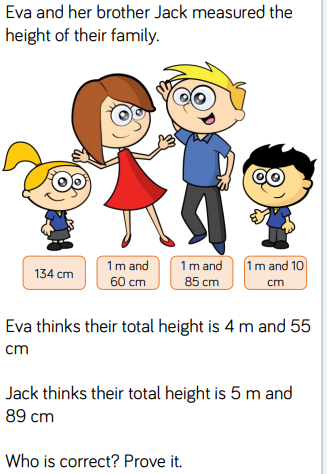 Eva and her brother Jack measured the
height of their family.
134 cm
1 m and
60 cm
1 m and
85 cm
1 m and 10
cm
Eva thinks their total height is 4 m and 55
cm
Jack thinks their total height is 5 m and
89 cm
Who is correct? Prove it.